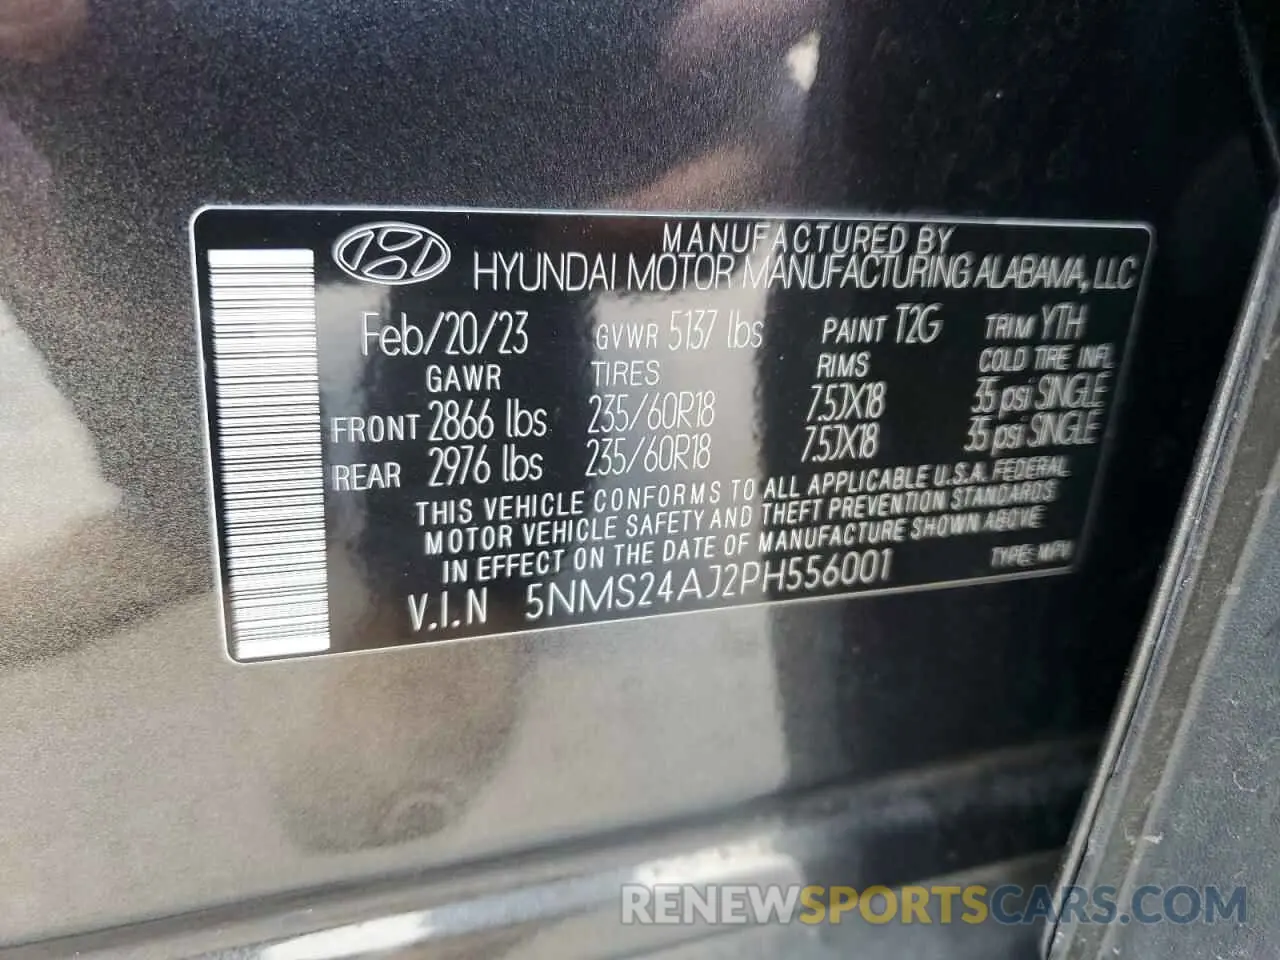 MANUFACTURED BY
HYUNDAI MOTOR MANUFACTURING ALABAMA, LLC
Feb/20/23 GVWR 5137 lbs PAINT T2G TRIM YTH
GAWR TIRES RIMS COLD TIRE INFL
FRONT 2866 lbs 235/60R18 7.5JX18 35 psi SINGLE
REAR 2976 lbs 235/60R18 7.5JX18 35 psi SINGLE
THIS VEHICLE CONFORMS TO ALL APPLICABLE U.S.A. FEDERAL
MOTOR VEHICLE SAFETY AND THEFT PREVENTION STANDARDS
IN EFFECT ON THE DATE OF MANUFACTURE SHOWN ABOVE
V.I.N 5NMS24AJ2PH556001 TYPE: MPV
RENEWSPORTSCARS.COM